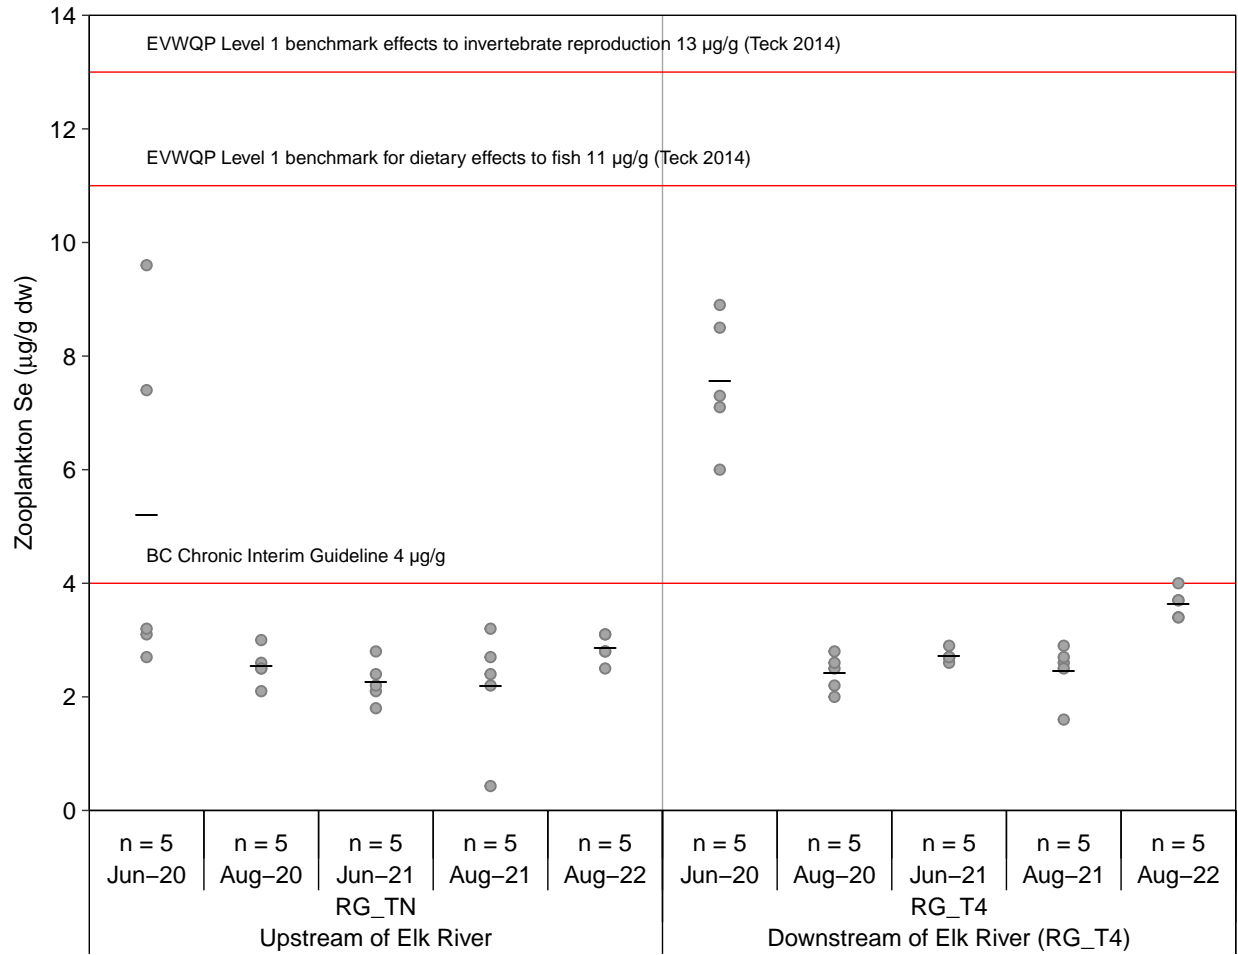 14
EVWQP Level 1 benchmark effects to invertebrate reproduction 13 µg/g (Teck 2014)
12
EVWQP Level 1 benchmark for dietary effects to fish 11 µg/g (Teck 2014)
10
8
6
BC Chronic Interim Guideline 4 µg/g
4
2
0
Zooplankton Se (µg/g dw)
n = 5 n = 5 n = 5 n = 5 n = 5 n = 5 n = 5 n = 5 n = 5 n = 5
Jun−20 Aug−20 Jun−21 Aug−21 Aug−22 Jun−20 Aug−20 Jun−21 Aug−21 Aug−22
RG_TN RG_T4
Upstream of Elk River Downstream of Elk River (RG_T4)